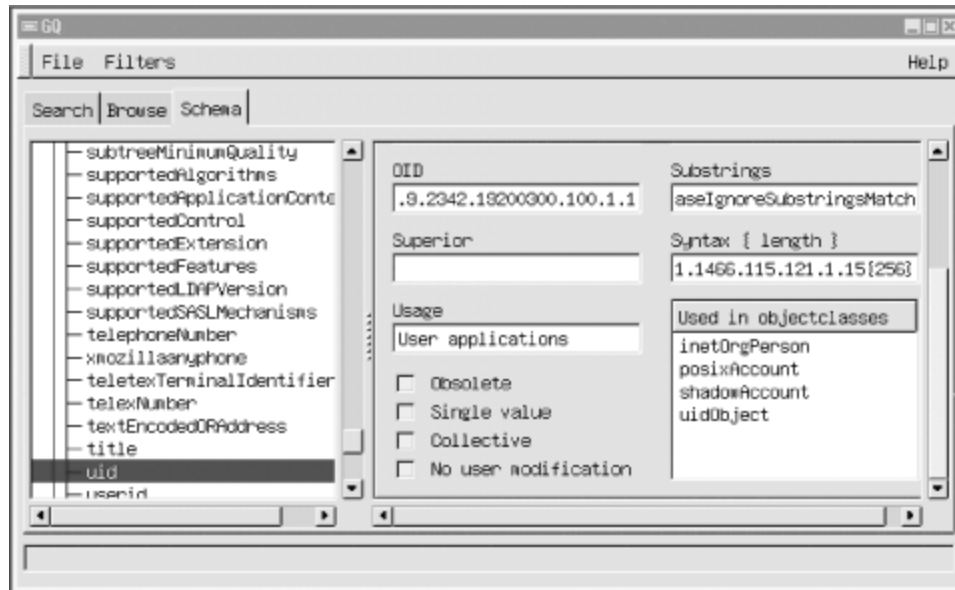 GQ
File Filters Help
Search Browse Schema
subtreeMinimumQuality
supportedAlgorithms
supportedApplicationConte
supportedControl
supportedExtension
supportedFeatures
supportedLDAPVersion
supportedSASLMechanisms
telephoneNumber
xmozillaanyphone
teletexTerminalIdentifier
telexNumber
textEncodedORAddress
title
uid
userid
OID
.9.2342.19200300.100.1.1
Superior
Usage
User applications
Obsolete
Single value
Collective
No user modification
Substrings
aseIgnoreSubstringsMatch
Syntax { length }
1.1466.115.121.1.15{256}
Used in objectclasses
inetOrgPerson
posixAccount
shadowAccount
uidObject